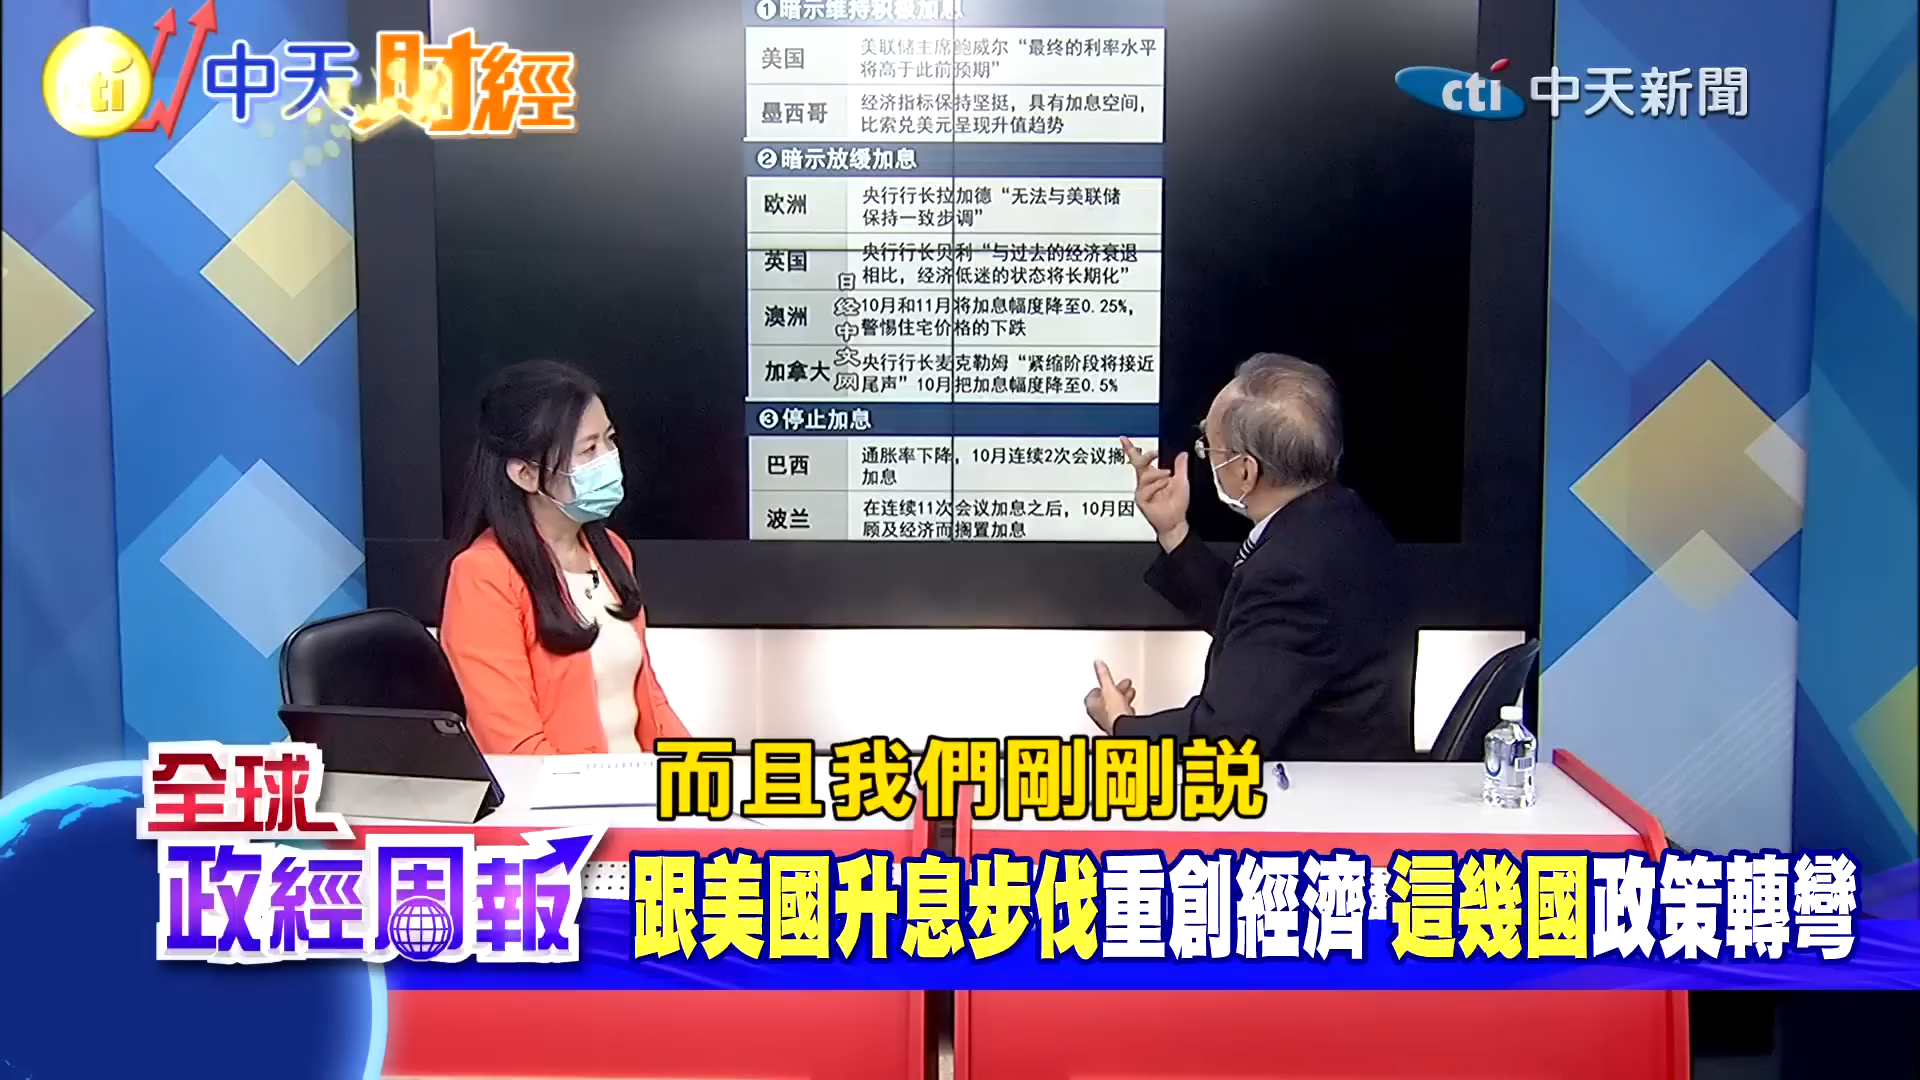 cti
中天財經
cti 中天新聞
①暗示维持积极加息
美国
美联储主席鲍威尔“最终的利率水平
将高于此前预期”
墨西哥
经济指标保持坚挺，具有加息空间，
比索兑美元呈现升值趋势
②暗示放缓加息
欧洲
央行行长拉加德“无法与美联储
保持一致步调”
英国
央行行长贝利“与过去的经济衰退
相比，经济低迷的状态将长期化”
澳洲
10月和11月将加息幅度降至0.25%，
警惕住宅价格的下跌
加拿大
央行行长麦克勒姆“紧缩阶段将接近
尾声”10月把加息幅度降至0.5%
日经中文网
③停止加息
巴西
通胀率下降，10月连续2次会议搁
加息
波兰
在连续11次会议加息之后，10月因
顾及经济而搁置加息
而且我們剛剛說
全球
政經周報
跟美國升息步伐重創經濟 這幾國政策轉彎